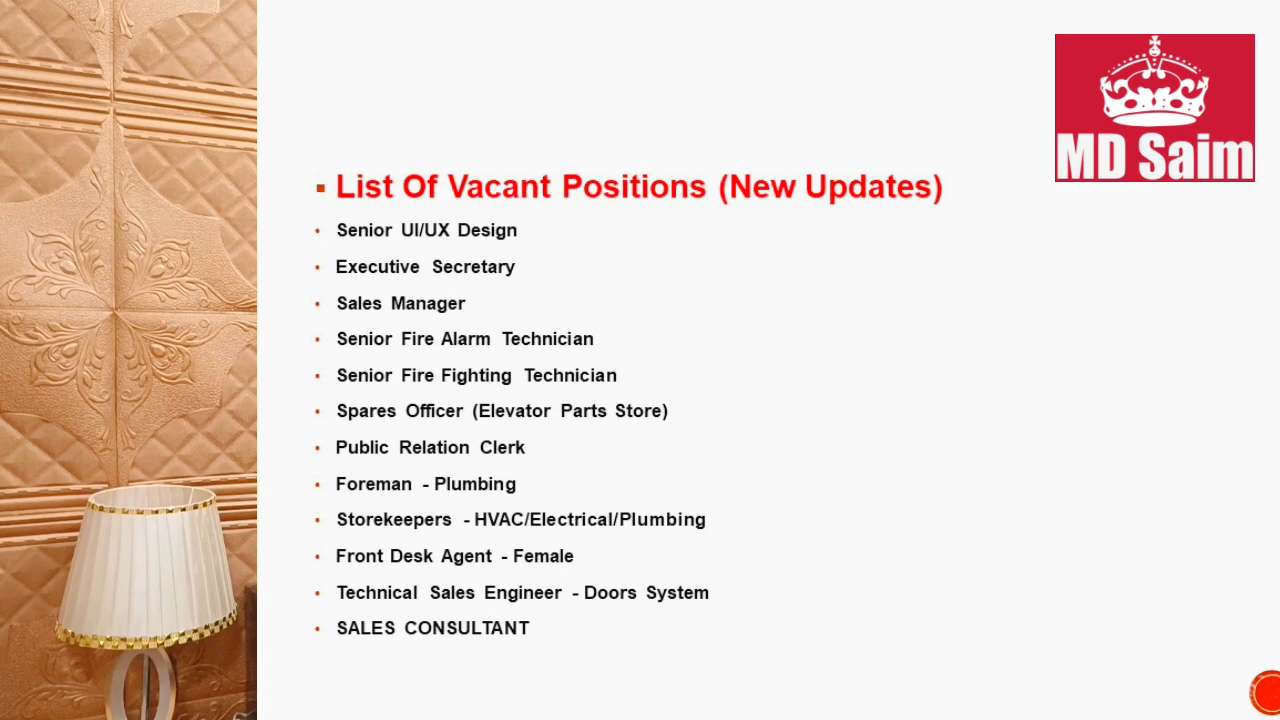 MD Saim
List Of Vacant Positions (New Updates)
Senior UI/UX Design
Executive Secretary
Sales Manager
Senior Fire Alarm Technician
Senior Fire Fighting Technician
Spares Officer (Elevator Parts Store)
Public Relation Clerk
Foreman - Plumbing
Storekeepers - HVAC/Electrical/Plumbing
Front Desk Agent - Female
Technical Sales Engineer - Doors System
SALES CONSULTANT